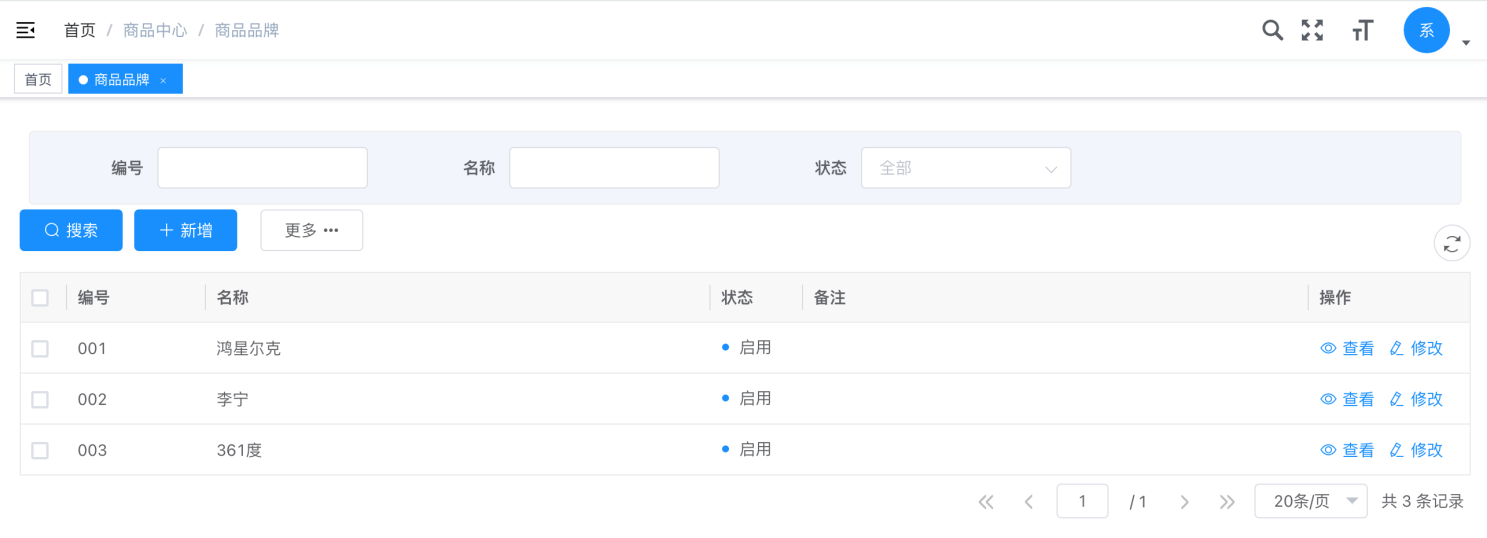 首页 / 商品中心 / 商品品牌 系
首页 商品品牌 ×
编号 名称 状态 全部
搜索 新增 更多 •••
编号 名称 状态 备注 操作
001 鸿星尔克 启用 查看 修改
002 李宁 启用 查看 修改
003 361度 启用 查看 修改
1 / 1 20条/页 共 3 条记录